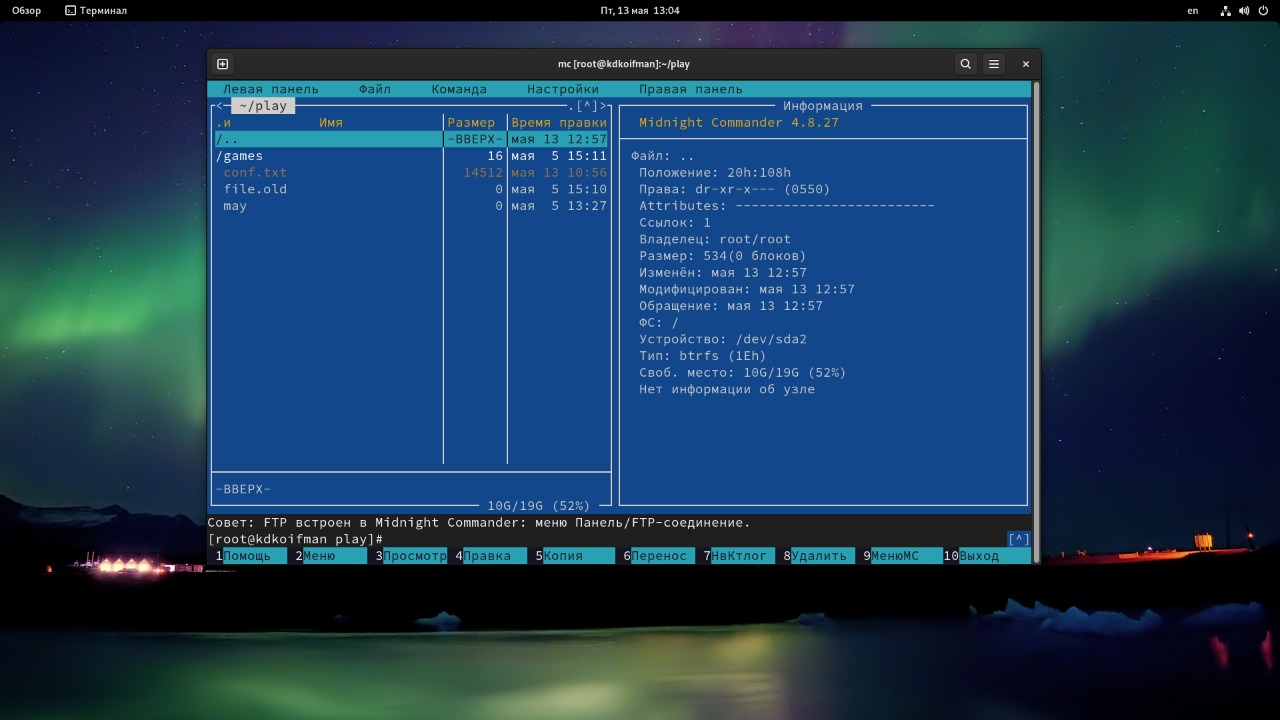 Обзор Терминал Пт, 13 мая 13:04 en
mc [root@kdkoifman]:~/play
Левая панель Файл Команда Настройки Правая панель
<─ ~/play ─.[^]>
.и Имя Размер Время правки
/.. -ВВЕРХ- мая 13 12:57
/games 16 мая 5 15:11
conf.txt 14512 мая 13 10:56
file.old 0 мая 5 15:10
may 0 мая 5 13:27
-ВВЕРХ-
10G/19G (52%)
Информация
Midnight Commander 4.8.27
Файл: ..
Положение: 20h:108h
Права: dr-xr-x--- (0550)
Attributes: -------------------------
Ссылок: 1
Владелец: root/root
Размер: 534(0 блоков)
Изменён: мая 13 12:57
Модифицирован: мая 13 12:57
Обращение: мая 13 12:57
ФС: /
Устройство: /dev/sda2
Тип: btrfs (1Eh)
Своб. место: 10G/19G (52%)
Нет информации об узле
Совет: FTP встроен в Midnight Commander: меню Панель/FTP-соединение.
[root@kdkoifman play]# [^]
1Помощь 2Меню 3Просмотр 4Правка 5Копия 6Перенос 7НвКтлог 8Удалить 9МенюMC 10Выход